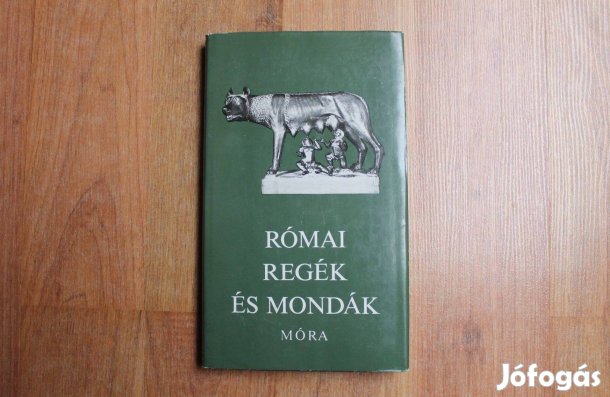 RÓMAI
REGÉK
ÉS MONDÁK
MÓRA
Jófogás